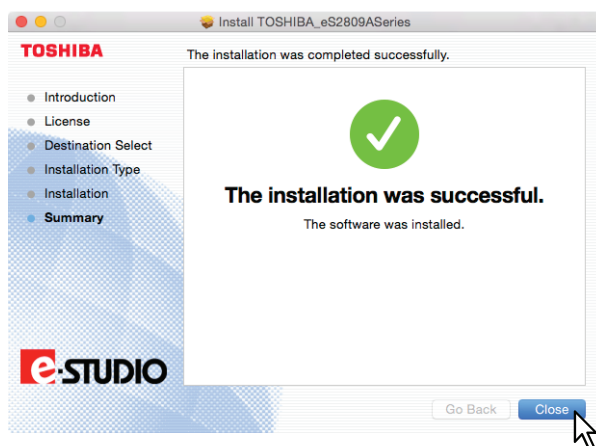 Install TOSHIBA_eS2809ASeries
TOSHIBA
The installation was completed successfully.
Introduction
License
Destination Select
Installation Type
Installation
Summary
The installation was successful.
The software was installed.
e-STUDIO
Go Back
Close